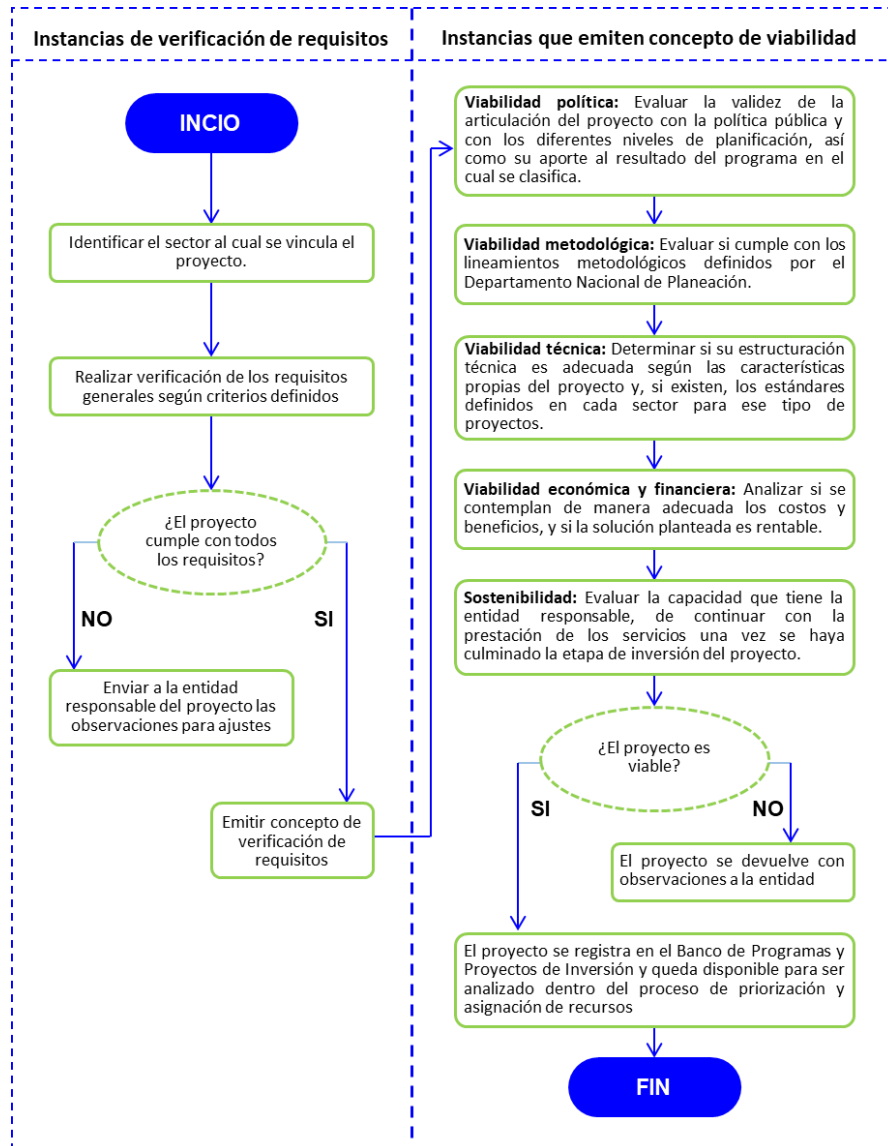 Instancias de verificación de requisitos
INCIO
Identificar el sector al cual se vincula el
proyecto.
Realizar verificación de los requisitos
generales según criterios definidos
¿El proyecto
cumple con todos
los requisitos?
NO
SI
Enviar a la entidad
responsable del proyecto las
observaciones para ajustes
Emitir concepto de
verificación de
requisitos
Instancias que emiten concepto de viabilidad
Viabilidad política: Evaluar la validez de la
articulación del proyecto con la política pública y
con los diferentes niveles de planificación, así
como su aporte al resultado del programa en el
cual se clasifica.
Viabilidad metodológica: Evaluar si cumple con los
lineamientos metodológicos definidos por el
Departamento Nacional de Planeación.
Viabilidad técnica: Determinar si su estructuración
técnica es adecuada según las características
propias del proyecto y, si existen, los estándares
definidos en cada sector para ese tipo de
proyectos.
Viabilidad económica y financiera: Analizar si se
contemplan de manera adecuada los costos y
beneficios, y si la solución planteada es rentable.
Sostenibilidad: Evaluar la capacidad que tiene la
entidad responsable, de continuar con la
prestación de los servicios una vez se haya
culminado la etapa de inversión del proyecto.
¿El proyecto es
viable?
SI
NO
El proyecto se devuelve con
observaciones a la entidad
El proyecto se registra en el Banco de Programas y
Proyectos de Inversión y queda disponible para ser
analizado dentro del proceso de priorización y
asignación de recursos
FIN